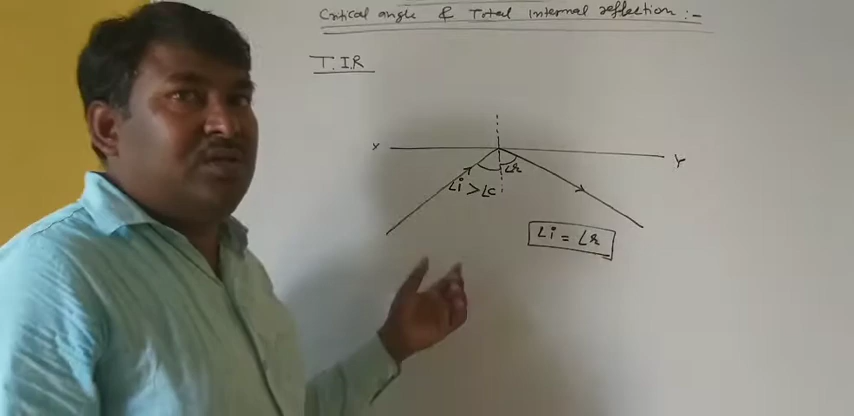 Critical angle & Total internal reflection :-
T.I.R
X
Y
∠r
∠i > ∠c
∠i = ∠r